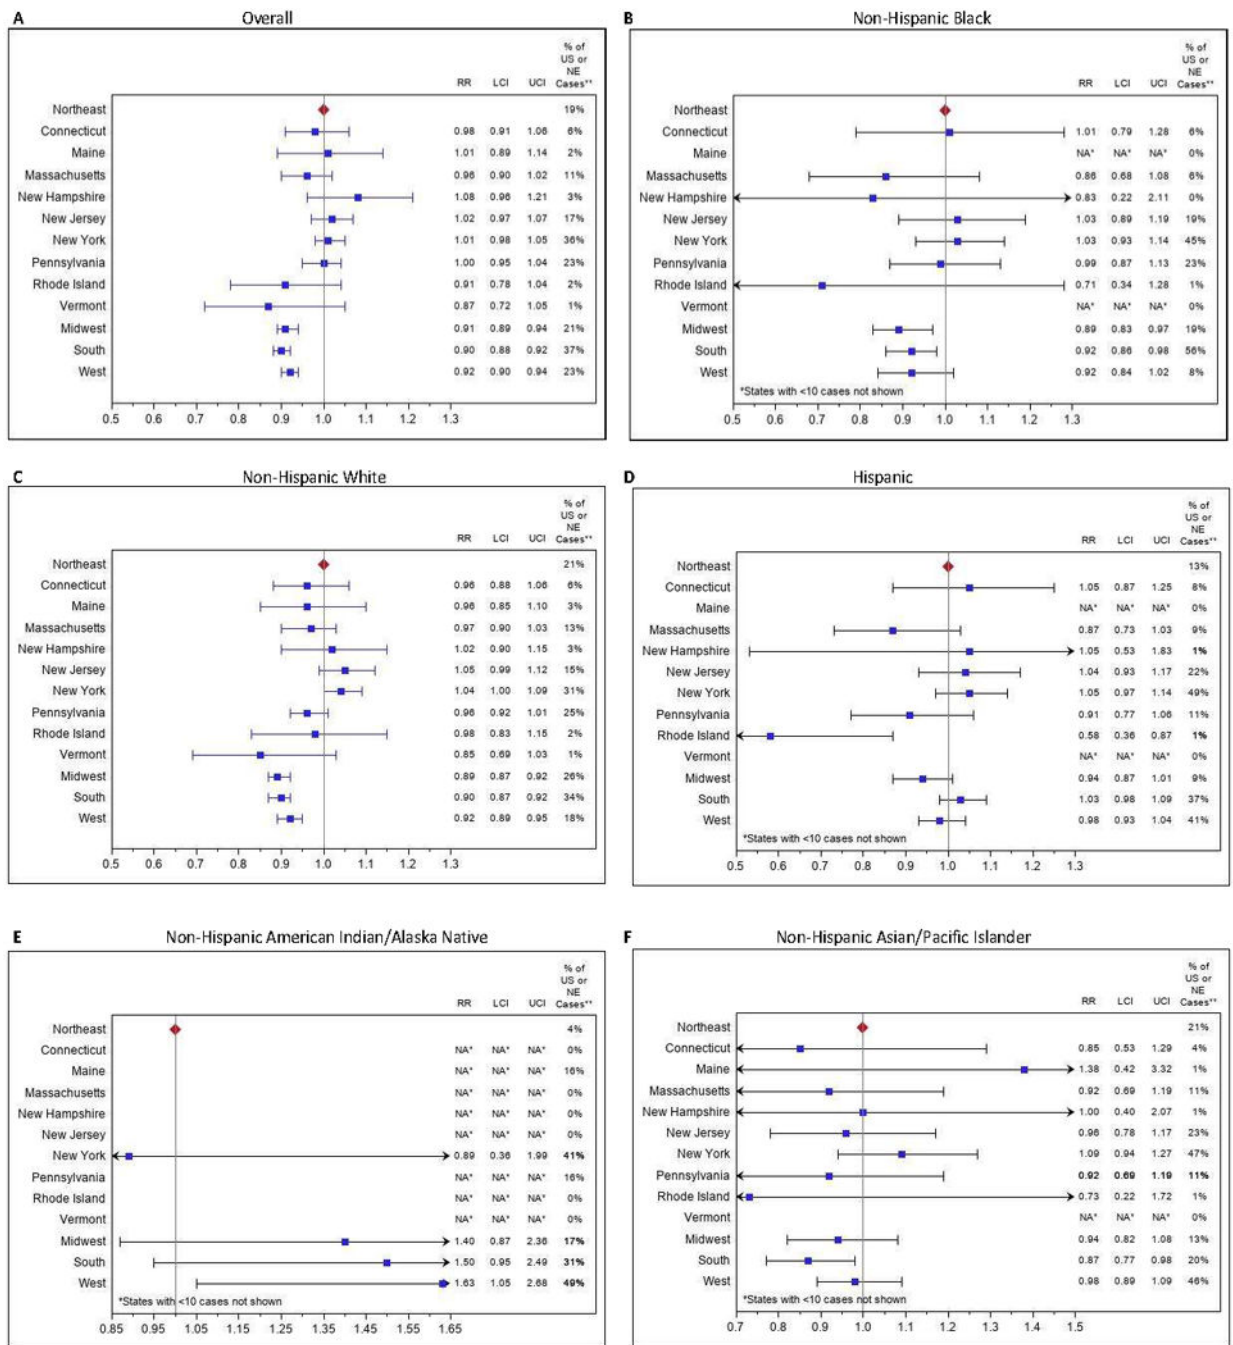 A Overall
% of
US or
NE
RR LCI UCI Cases**
Northeast 19%
Connecticut 0.98 0.91 1.06 6%
Maine 1.01 0.89 1.14 2%
Massachusetts 0.96 0.90 1.02 11%
New Hampshire 1.08 0.96 1.21 3%
New Jersey 1.02 0.97 1.07 17%
New York 1.01 0.98 1.05 36%
Pennsylvania 1.00 0.95 1.04 23%
Rhode Island 0.91 0.78 1.04 2%
Vermont 0.87 0.72 1.05 1%
Midwest 0.91 0.89 0.94 21%
South 0.90 0.88 0.92 37%
West 0.92 0.90 0.94 23%
0.5 0.6 0.7 0.8 0.9 1.0 1.1 1.2 1.3
B Non-Hispanic Black
% of
US or
NE
RR LCI UCI Cases**
Northeast
Connecticut 1.01 0.79 1.28 6%
Maine NA* NA* NA* 0%
Massachusetts 0.86 0.68 1.08 6%
New Hampshire 0.83 0.22 2.11 0%
New Jersey 1.03 0.89 1.19 19%
New York 1.03 0.93 1.14 45%
Pennsylvania 0.99 0.87 1.13 23%
Rhode Island 0.71 0.34 1.28 1%
Vermont NA* NA* NA* 0%
Midwest 0.89 0.83 0.97 19%
South 0.92 0.86 0.98 56%
West 0.92 0.84 1.02 8%
*States with <10 cases not shown
0.5 0.6 0.7 0.8 0.9 1.0 1.1 1.2 1.3
C Non-Hispanic White
% of
US or
NE
RR LCI UCI Cases**
Northeast 21%
Connecticut 0.96 0.88 1.06 6%
Maine 0.96 0.85 1.10 3%
Massachusetts 0.97 0.90 1.03 13%
New Hampshire 1.02 0.90 1.15 3%
New Jersey 1.05 0.99 1.12 15%
New York 1.04 1.00 1.09 31%
Pennsylvania 0.96 0.92 1.01 25%
Rhode Island 0.98 0.83 1.15 2%
Vermont 0.85 0.69 1.03 1%
Midwest 0.89 0.87 0.92 26%
South 0.90 0.87 0.92 34%
West 0.92 0.89 0.95 18%
0.5 0.6 0.7 0.8 0.9 1.0 1.1 1.2 1.3
D Hispanic
% of
US or
NE
RR LCI UCI Cases**
Northeast 13%
Connecticut 1.05 0.87 1.25 8%
Maine NA* NA* NA* 0%
Massachusetts 0.87 0.73 1.03 9%
New Hampshire 1.05 0.53 1.83 1%
New Jersey 1.04 0.93 1.17 22%
New York 1.05 0.97 1.14 49%
Pennsylvania 0.91 0.77 1.06 11%
Rhode Island 0.58 0.36 0.87 1%
Vermont NA* NA* NA* 0%
Midwest 0.94 0.87 1.01 9%
South 1.03 0.98 1.09 37%
West 0.98 0.93 1.04 41%
*States with <10 cases not shown
0.5 0.6 0.7 0.8 0.9 1.0 1.1 1.2 1.3
E Non-Hispanic American Indian/Alaska Native
% of
US or
NE
RR LCI UCI Cases**
Northeast 4%
Connecticut NA* NA* NA* 0%
Maine NA* NA* NA* 16%
Massachusetts NA* NA* NA* 0%
New Hampshire NA* NA* NA* 0%
New Jersey NA* NA* NA* 0%
New York 0.89 0.36 1.99 41%
Pennsylvania NA* NA* NA* 16%
Rhode Island NA* NA* NA* 0%
Vermont NA* NA* NA* 0%
Midwest 1.40 0.87 2.36 17%
South 1.50 0.95 2.49 31%
West 1.63 1.05 2.68 49%
*States with <10 cases not shown
0.85 0.95 1.05 1.15 1.25 1.35 1.45 1.55 1.65
F Non-Hispanic Asian/Pacific Islander
% of
US or
NE
RR LCI UCI Cases**
Northeast 21%
Connecticut 0.85 0.53 1.29 4%
Maine 1.38 0.42 3.32 1%
Massachusetts 0.92 0.69 1.19 11%
New Hampshire 1.00 0.40 2.07 1%
New Jersey 0.96 0.78 1.17 23%
New York 1.09 0.94 1.27 47%
Pennsylvania 0.92 0.69 1.19 11%
Rhode Island 0.73 0.22 1.72 1%
Vermont NA* NA* NA* 0%
Midwest 0.94 0.82 1.08 13%
South 0.87 0.77 0.98 20%
West 0.98 0.89 1.09 46%
*States with <10 cases not shown
0.7 0.8 0.9 1.0 1.1 1.2 1.3 1.4 1.5